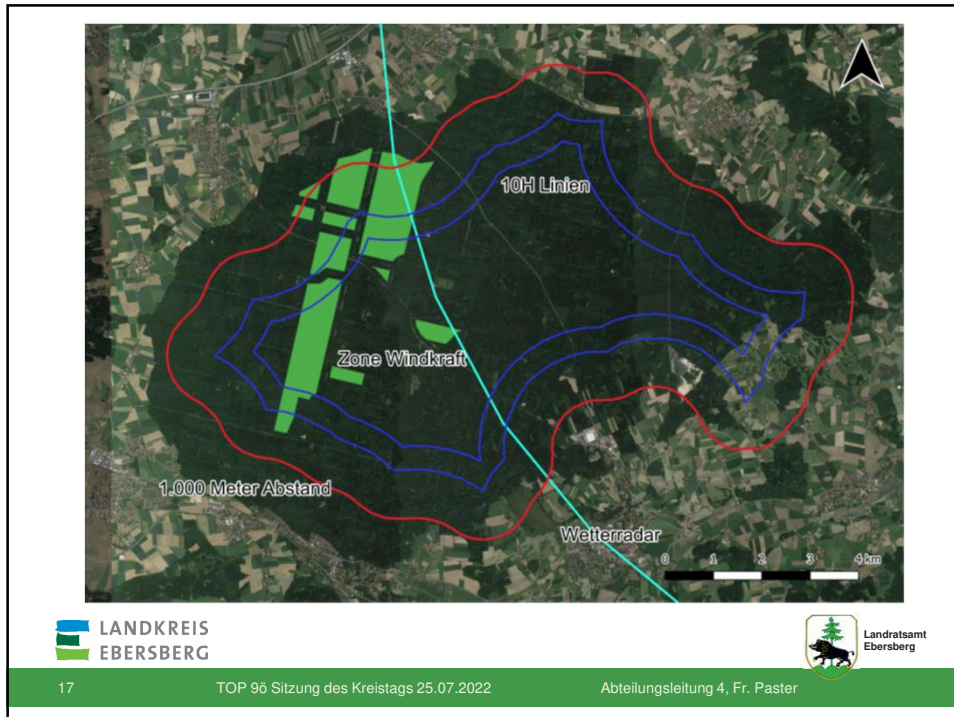 10H Linien
Zone Windkraft
1.000 Meter Abstand
Wetterradar
0 1 2 3 4 km
LANDKREIS
EBERSBERG
Landratsamt
Ebersberg
17 TOP 9ö Sitzung des Kreistags 25.07.2022 Abteilungsleitung 4, Fr. Paster